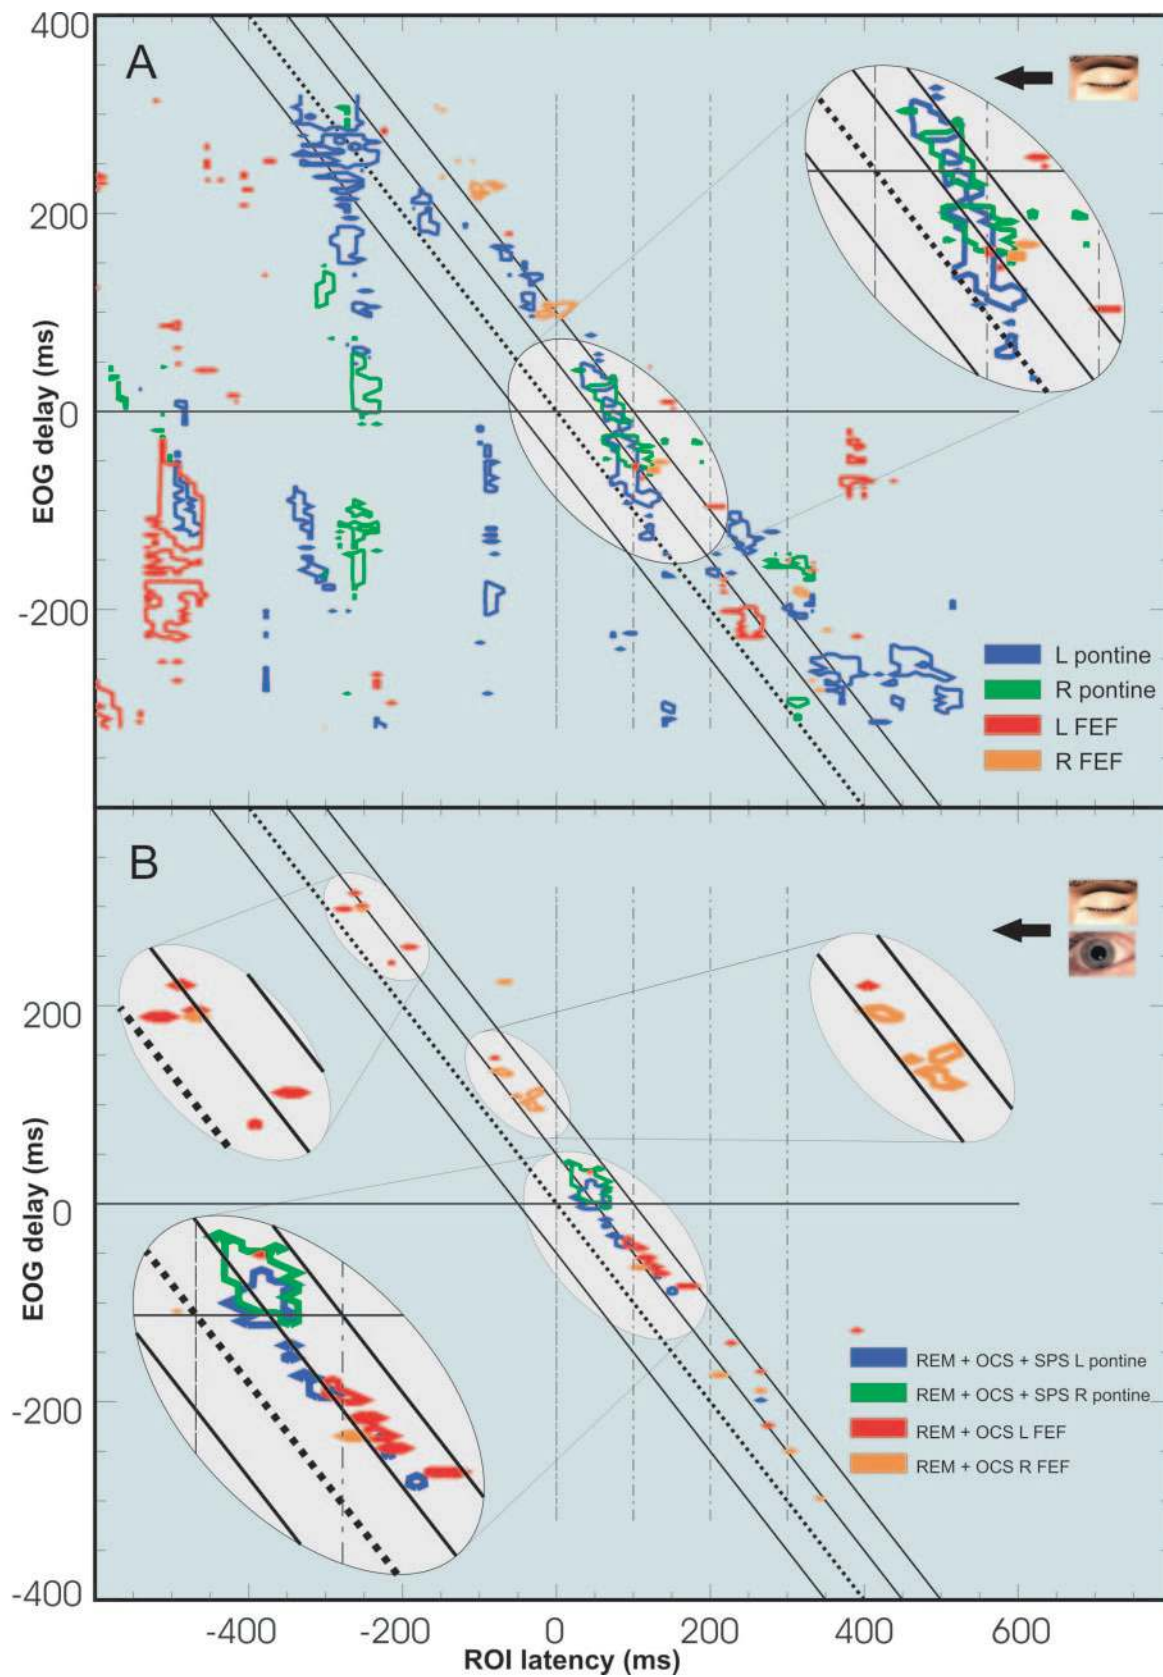 A
400
200
0
-200
EOG delay (ms)
L pontine
R pontine
L FEF
R FEF
B
200
0
-200
-400
EOG delay (ms)
REM + OCS + SPS L pontine
REM + OCS + SPS R pontine
REM + OCS L FEF
REM + OCS R FEF
-400 -200 0 200 400 600
ROI latency (ms)